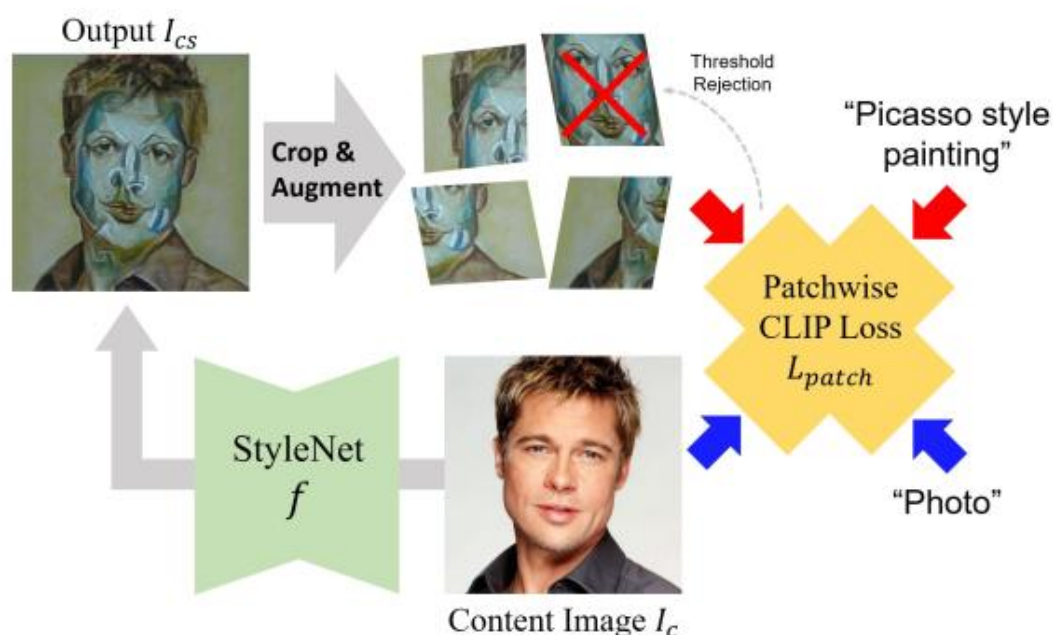 Output I_cs
Crop &
Augment
Threshold
Rejection
“Picasso style
painting”
Patchwise
CLIP Loss
L_patch
StyleNet
f
“Photo”
Content Image I_c